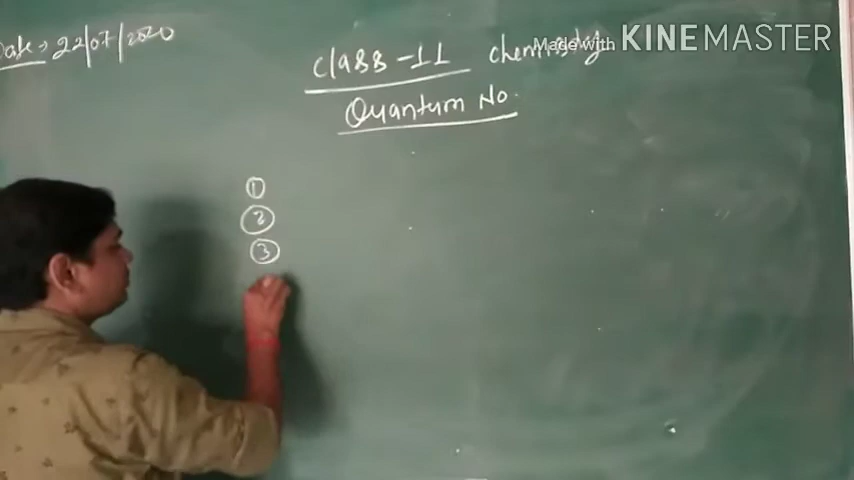 Date → 22/07/2020
Class - 11 chemistry
Made with KINEMASTER
Quantum No.
①
②
③